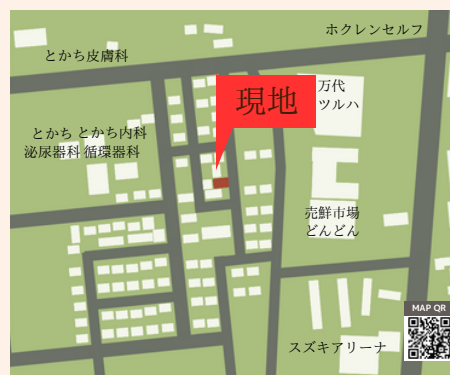 ホクレンセルフ
とかち皮膚科
万代
ツルハ
現地
とかち とかち内科
泌尿器科 循環器科
売鮮市場
どんどん
MAP QR
スズキアリーナ